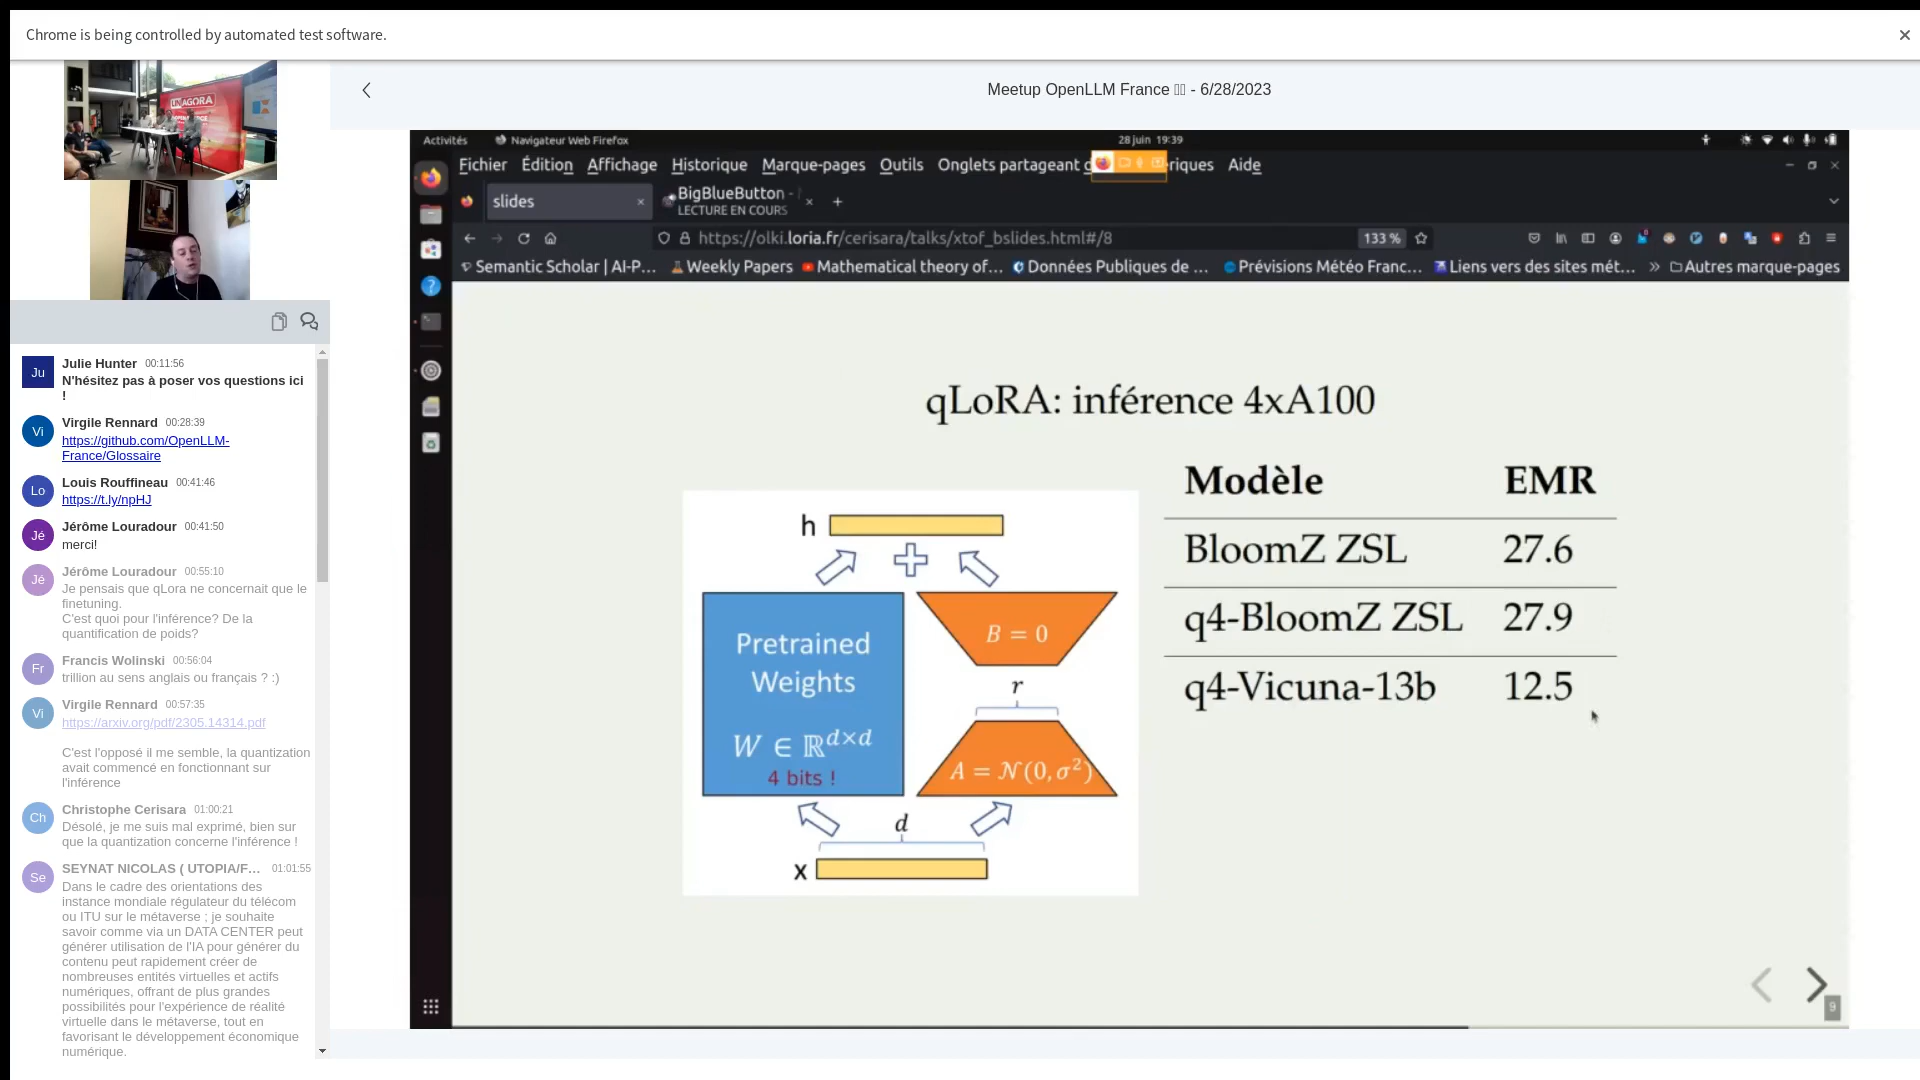 Chrome is being controlled by automated test software.
Meetup OpenLLM France - 6/28/2023
UNAGORA
Julie Hunter 00:11:56
N'hésitez pas à poser vos questions ici
!
Virgile Rennard 00:28:39
https://github.com/OpenLLM-
France/Glossaire
Louis Rouffineau 00:41:46
https://t.ly/npHJ
Jérôme Louradour 00:41:50
merci!
Jérôme Louradour 00:55:10
Je pensais que qLora ne concernait que le
finetuning.
C'est quoi pour l'inférence? De la
quantification de poids?
Francis Wolinski 00:56:04
trillion au sens anglais ou français ? :)
Virgile Rennard 00:57:35
https://arxiv.org/pdf/2305.14314.pdf
C'est l'opposé il me semble, la quantization
avait commencé en fonctionnant sur
l'inférence
Christophe Cerisara 01:00:21
Désolé, je me suis mal exprimé, bien sur
que la quantization concerne l'inférence !
SEYNAT NICOLAS ( UTOPIA/F… 01:01:55
Dans le cadre des orientations des
instance mondiale régulateur du télécom
ou ITU sur le métaverse ; je souhaite
savoir comme via un DATA CENTER peut
générer utilisation de l'IA pour générer du
contenu peut rapidement créer de
nombreuses entités virtuelles et actifs
numériques, offrant de plus grandes
possibilités pour l'expérience de réalité
virtuelle dans le métaverse, tout en
favorisant le développement économique
numérique.
Ju
Vi
Lo
Jé
Jé
Fr
Vi
Ch
Se
Activités Navigateur Web Firefox 28 juin 19:39
Fichier Édition Affichage Historique Marque-pages Outils Onglets partageant d riques Aide
slides × BigBlueButton -
LECTURE EN COURS × +
https://olki.loria.fr/cerisara/talks/xtof_bslides.html#/8 133 %
Semantic Scholar | AI-P… Weekly Papers Mathematical theory of… Données Publiques de … Prévisions Météo Franc… Liens vers des sites mét… » Autres marque-pages
qLoRA: inférence 4xA100
Modèle EMR
BloomZ ZSL 27.6
q4-BloomZ ZSL 27.9
q4-Vicuna-13b 12.5
h
Pretrained
Weights
W ∈ ℝ^{d×d}
4 bits !
B = 0
r
A = 𝒩(0, σ²)
d
x
9